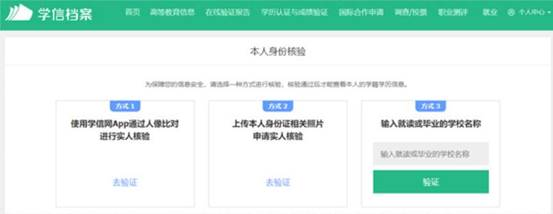 学信档案
首页 高等教育信息 在线验证报告 学历认证与成绩验证 国际合作申请 调查/投票 职业测评 就业 个人中心
本人身份核验
为保障您的信息安全，请选择一种方式进行核验，核验通过后才能查看本人的学籍学历信息。
方式 1
使用学信网App通过人像比对
进行实人核验
去验证
方式 2
上传本人身份证相关照片
申请实人核验
去验证
方式 3
输入就读或毕业的学校名称
输入就读或毕业的学校名称
验证